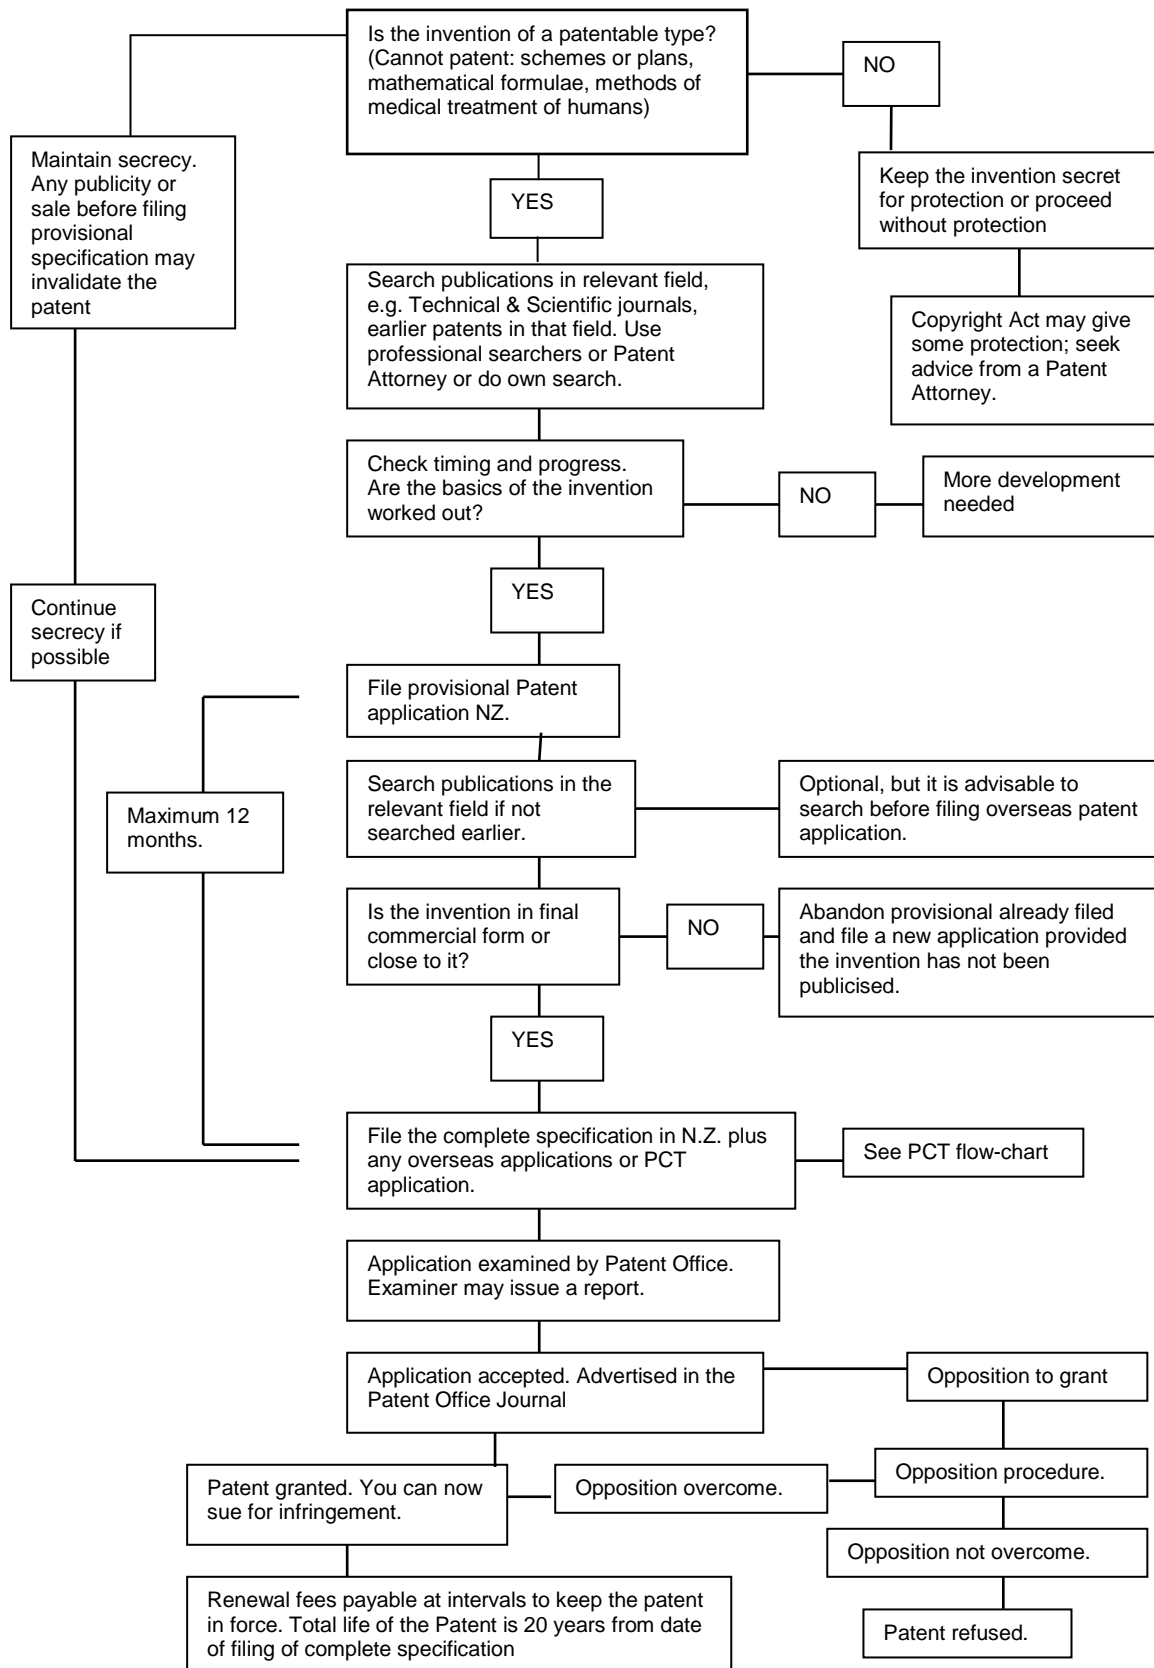 Is the invention of a patentable type?
(Cannot patent: schemes or plans,
mathematical formulae, methods of
medical treatment of humans)
NO
Maintain secrecy.
Any publicity or
sale before filing
provisional
specification may
invalidate the
patent
YES
Keep the invention secret
for protection or proceed
without protection
Search publications in relevant field,
e.g. Technical & Scientific journals,
earlier patents in that field. Use
professional searchers or Patent
Attorney or do own search.
Copyright Act may give
some protection; seek
advice from a Patent
Attorney.
Check timing and progress.
Are the basics of the invention
worked out?
NO
More development
needed
YES
Continue
secrecy if
possible
File provisional Patent
application NZ.
Search publications in the
relevant field if not
searched earlier.
Optional, but it is advisable to
search before filing overseas patent
application.
Maximum 12
months.
Is the invention in final
commercial form or
close to it?
NO
Abandon provisional already filed
and file a new application provided
the invention has not been
publicised.
YES
File the complete specification in N.Z. plus
any overseas applications or PCT
application.
See PCT flow-chart
Application examined by Patent Office.
Examiner may issue a report.
Application accepted. Advertised in the
Patent Office Journal
Opposition to grant
Patent granted. You can now
sue for infringement.
Opposition overcome.
Opposition procedure.
Opposition not overcome.
Renewal fees payable at intervals to keep the patent
in force. Total life of the Patent is 20 years from date
of filing of complete specification
Patent refused.